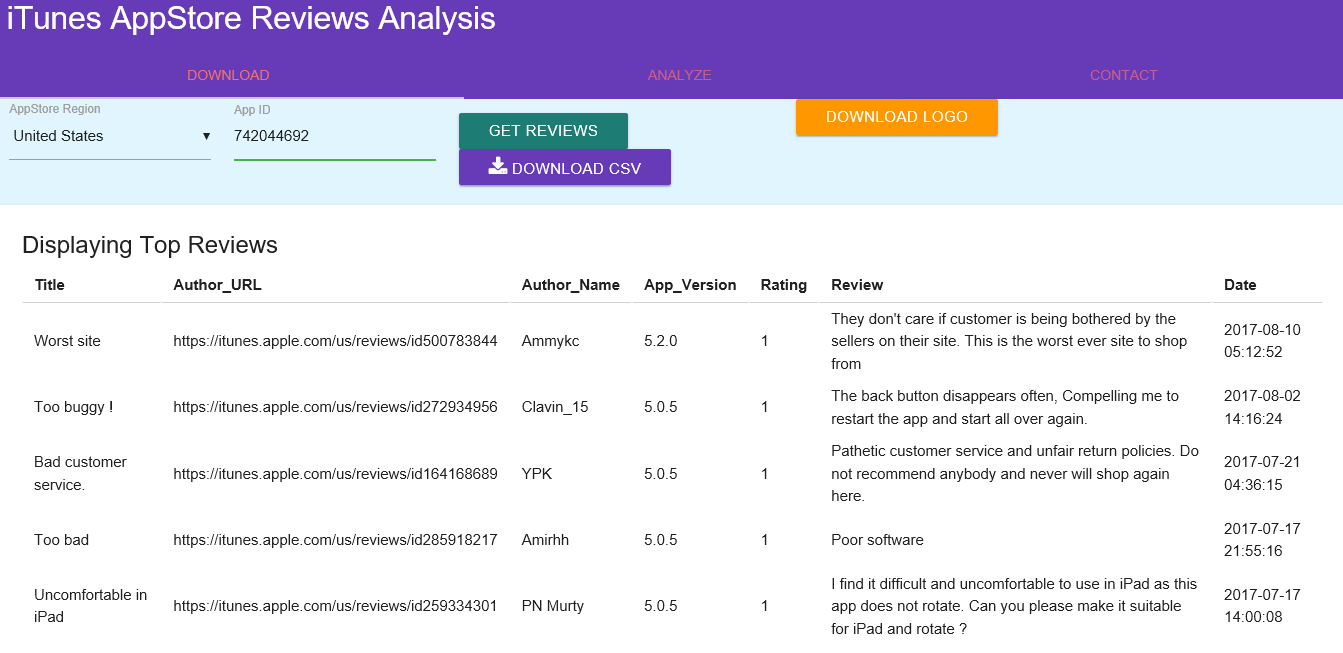 iTunes AppStore Reviews Analysis
DOWNLOAD
ANALYZE
CONTACT
AppStore Region
United States
App ID
742044692
GET REVIEWS
DOWNLOAD CSV
DOWNLOAD LOGO
Displaying Top Reviews
Title Author_URL Author_Name App_Version Rating Review Date
Worst site
https://itunes.apple.com/us/reviews/id500783844
Ammykc
5.2.0
1
They don't care if customer is being bothered by the
sellers on their site. This is the worst ever site to shop
from
2017-08-10
05:12:52
Too buggy !
https://itunes.apple.com/us/reviews/id272934956
Clavin_15
5.0.5
1
The back button disappears often, Compelling me to
restart the app and start all over again.
2017-08-02
14:16:24
Bad customer
service.
https://itunes.apple.com/us/reviews/id164168689
YPK
5.0.5
1
Pathetic customer service and unfair return policies. Do
not recommend anybody and never will shop again
here.
2017-07-21
04:36:15
Too bad
https://itunes.apple.com/us/reviews/id285918217
Amirhh
5.0.5
1
Poor software
2017-07-17
21:55:16
Uncomfortable in
iPad
https://itunes.apple.com/us/reviews/id259334301
PN Murty
5.0.5
1
I find it difficult and uncomfortable to use in iPad as this
app does not rotate. Can you please make it suitable
for iPad and rotate ?
2017-07-17
14:00:08